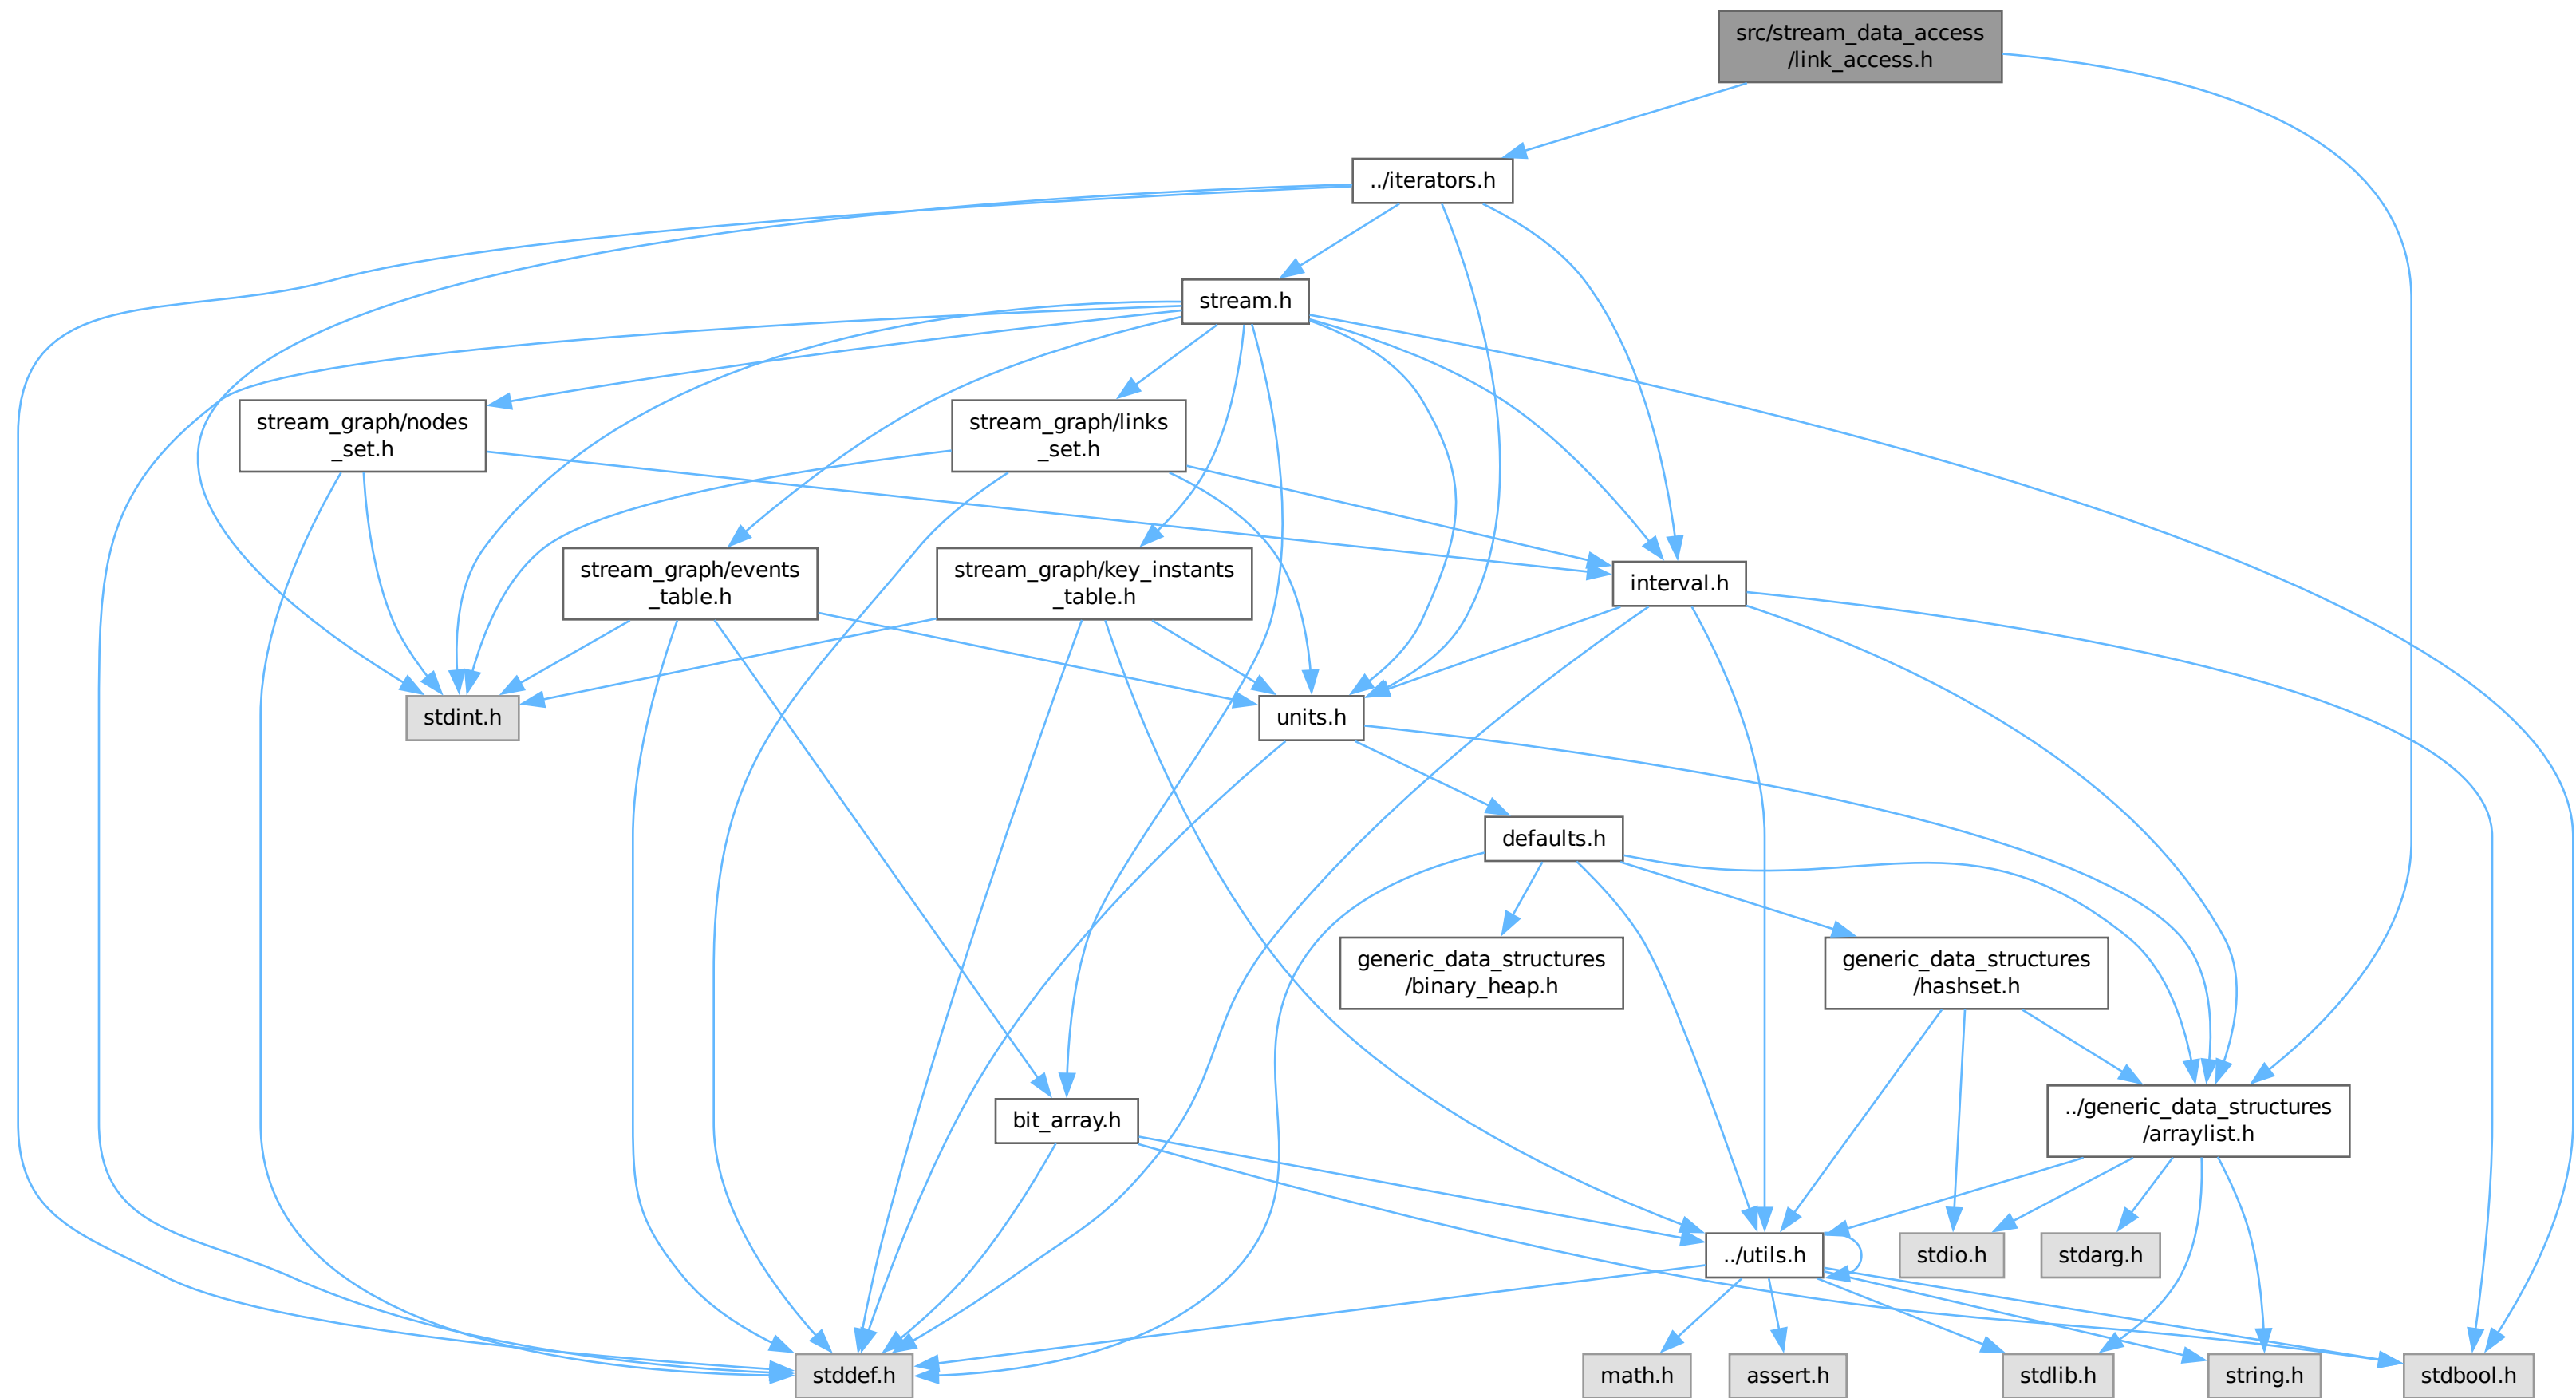 src/stream_data_access
/link_access.h
../iterators.h
stream.h
stream_graph/nodes
_set.h
stream_graph/links
_set.h
stream_graph/events
_table.h
stream_graph/key_instants
_table.h
interval.h
stdint.h
units.h
defaults.h
generic_data_structures
/binary_heap.h
generic_data_structures
/hashset.h
bit_array.h
../generic_data_structures
/arraylist.h
../utils.h
stdio.h
stdarg.h
stddef.h
math.h
assert.h
stdlib.h
string.h
stdbool.h